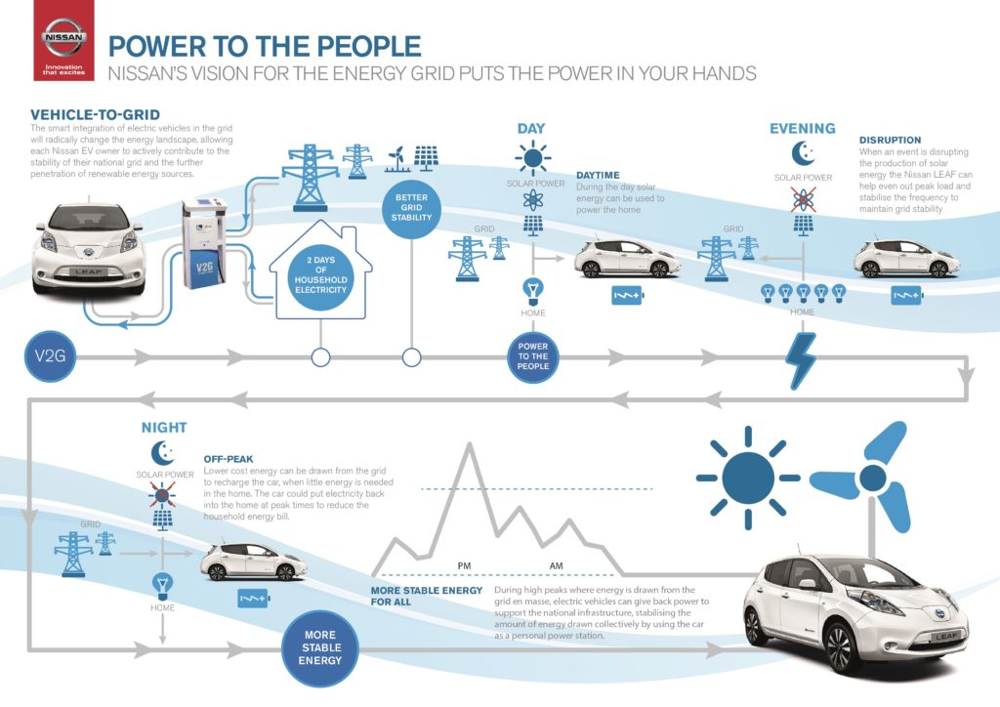 NISSAN
Innovation
that excites
POWER TO THE PEOPLE
NISSAN'S VISION FOR THE ENERGY GRID PUTS THE POWER IN YOUR HANDS
VEHICLE-TO-GRID
The smart integration of electric vehicles in the grid
will radically change the energy landscape, allowing
each Nissan EV owner to actively contribute to the
stability of their national grid and the further
penetration of renewable energy sources.
LEAF
V2G
2 DAYS
OF
HOUSEHOLD
ELECTRICITY
BETTER
GRID
STABILITY
DAY
SOLAR POWER
GRID
HOME
DAYTIME
During the day solar
energy can be used to
power the home
EVENING
SOLAR POWER
GRID
HOME
DISRUPTION
When an event is disrupting
the production of solar
energy the Nissan LEAF can
help even out peak load and
stabilise the frequency to
maintain grid stability
V2G
POWER
TO THE
PEOPLE
NIGHT
SOLAR POWER
GRID
HOME
OFF-PEAK
Lower cost energy can be drawn from the grid
to recharge the car, when little energy is needed
in the home. The car could put electricity back
into the home at peak times to reduce the
household energy bill.
MORE
STABLE
ENERGY
PM
AM
MORE STABLE ENERGY
FOR ALL
During high peaks where energy is drawn from the
grid en masse, electric vehicles can give back power to
support the national infrastructure, stabilising the
amount of energy drawn collectively by using the car
as a personal power station.
LEAF